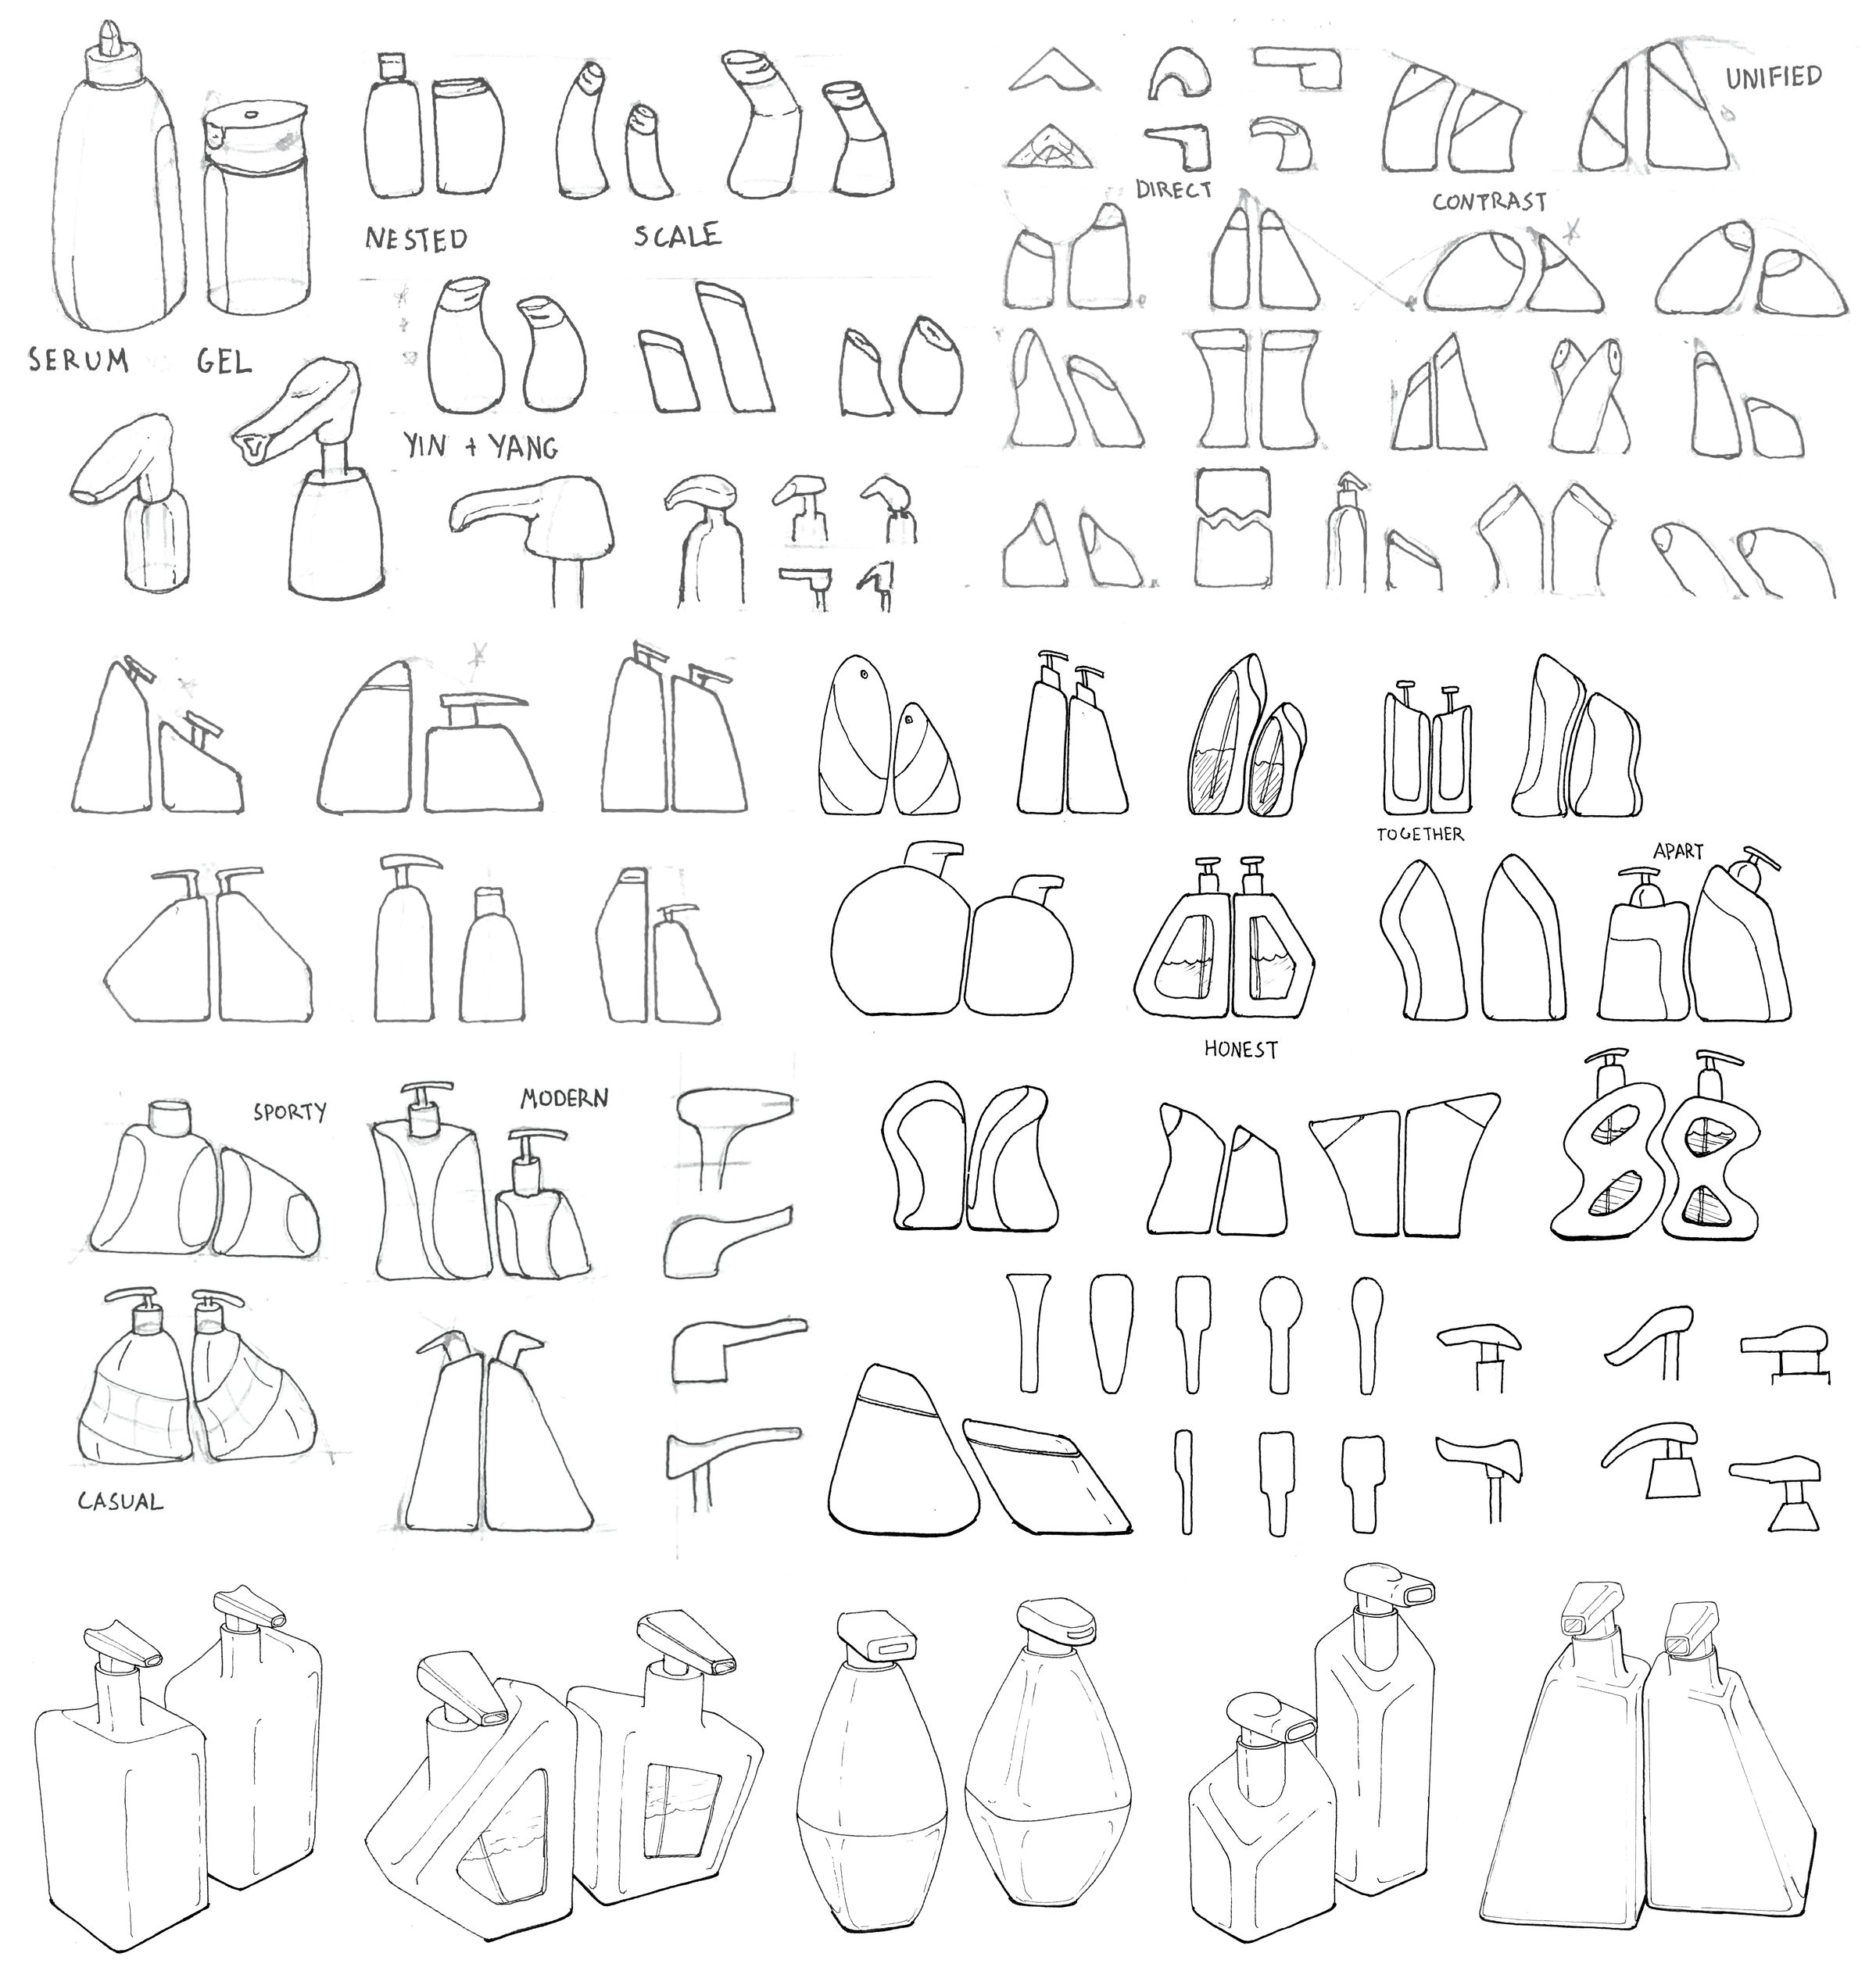 UNIFIED
DIRECT
CONTRAST
NESTED
SCALE
SERUM
GEL
YIN + YANG
TOGETHER
APART
HONEST
SPORTY
MODERN
CASUAL